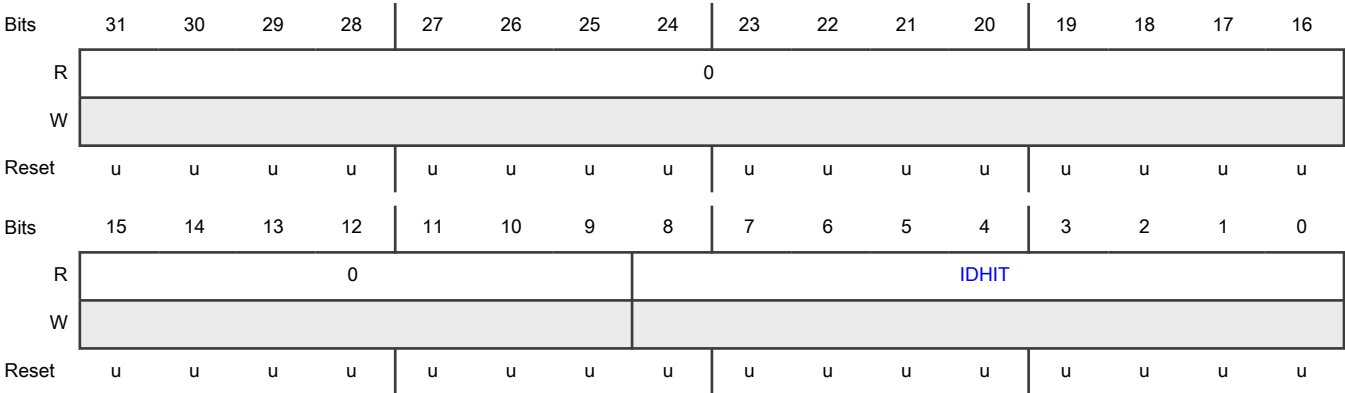 Bits 31 30 29 28 27 26 25 24 23 22 21 20 19 18 17 16
R 0
W
Reset u u u u u u u u u u u u u u u u
Bits 15 14 13 12 11 10 9 8 7 6 5 4 3 2 1 0
R 0 IDHIT
W
Reset u u u u u u u u u u u u u u u u